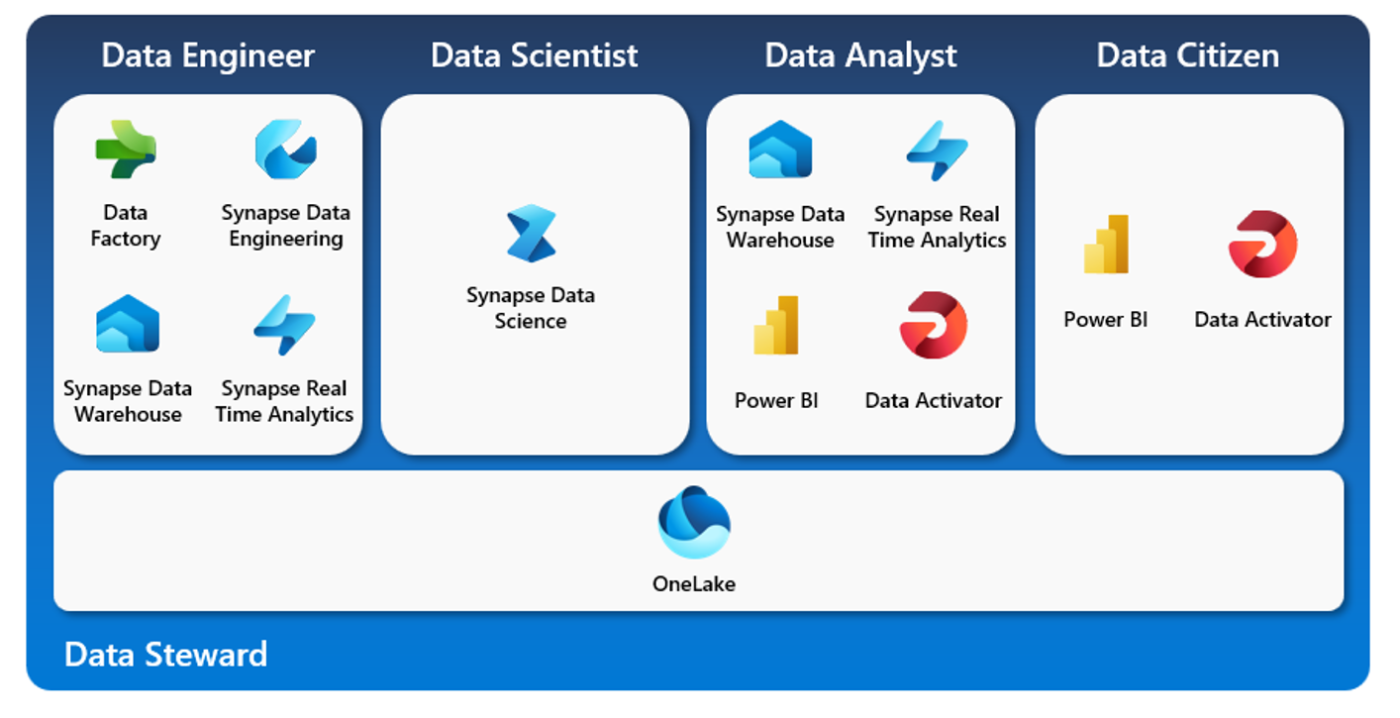 Data Engineer
Data Scientist
Data Analyst
Data Citizen
Data
Factory
Synapse Data
Engineering
Synapse Data
Warehouse
Synapse Real
Time Analytics
Synapse Data
Science
Synapse Data
Warehouse
Synapse Real
Time Analytics
Power BI
Data Activator
Power BI
Data Activator
OneLake
Data Steward